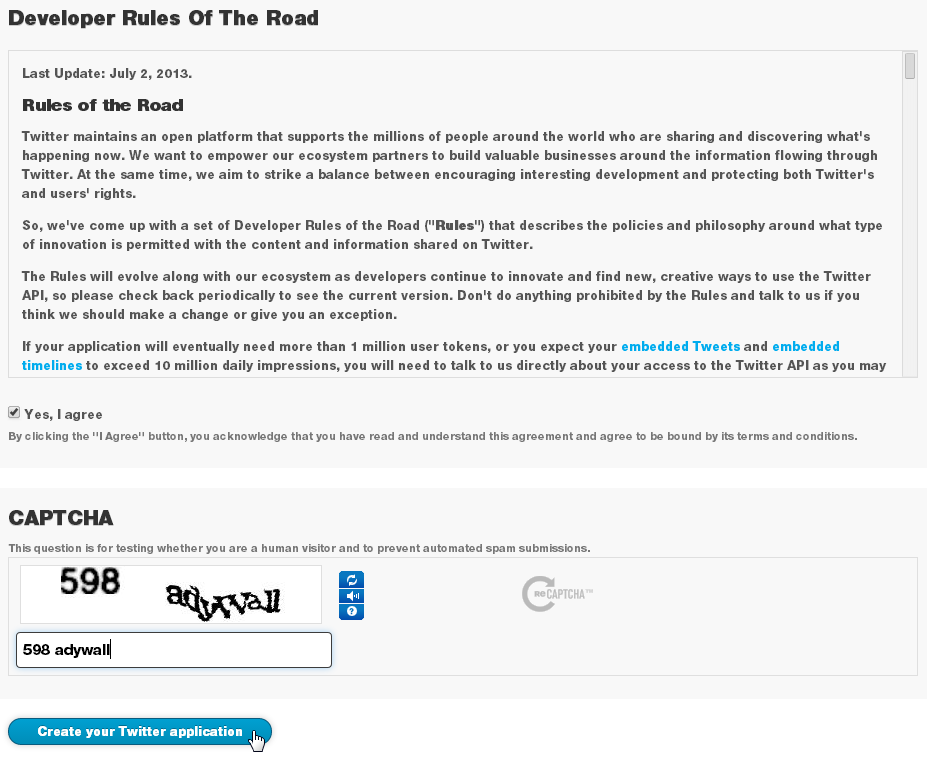 Developer Rules Of The Road
Last Update: July 2, 2013.
Rules of the Road
Twitter maintains an open platform that supports the millions of people around the world who are sharing and discovering what's
happening now. We want to empower our ecosystem partners to build valuable businesses around the information flowing through
Twitter. At the same time, we aim to strike a balance between encouraging interesting development and protecting both Twitter's
and users' rights.
So, we've come up with a set of Developer Rules of the Road ("Rules") that describes the policies and philosophy around what type
of innovation is permitted with the content and information shared on Twitter.
The Rules will evolve along with our ecosystem as developers continue to innovate and find new, creative ways to use the Twitter
API, so please check back periodically to see the current version. Don't do anything prohibited by the Rules and talk to us if you
think we should make a change or give you an exception.
If your application will eventually need more than 1 million user tokens, or you expect your embedded Tweets and embedded
timelines to exceed 10 million daily impressions, you will need to talk to us directly about your access to the Twitter API as you may
Yes, I agree
By clicking the "I Agree" button, you acknowledge that you have read and understand this agreement and agree to be bound by its terms and conditions.
CAPTCHA
This question is for testing whether you are a human visitor and to prevent automated spam submissions.
598 adywall
reCAPTCHA™
598 adywall
Create your Twitter application